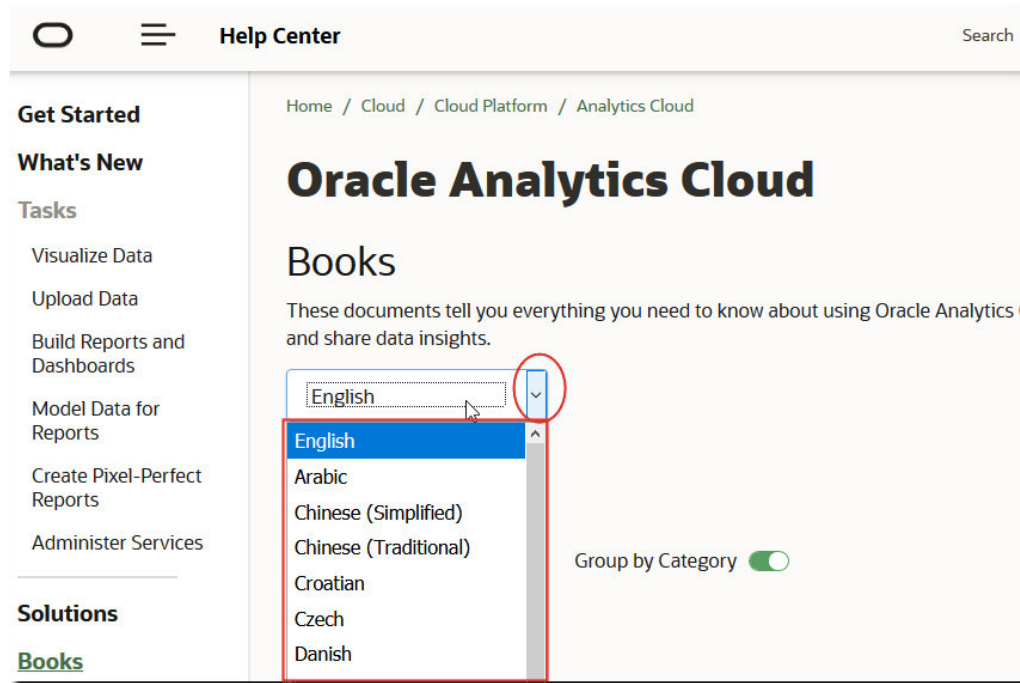 Help Center
Search
Get Started
What's New
Tasks
Visualize Data
Upload Data
Build Reports and
Dashboards
Model Data for
Reports
Create Pixel-Perfect
Reports
Administer Services
Solutions
Books
Home / Cloud / Cloud Platform / Analytics Cloud
Oracle Analytics Cloud
Books
These documents tell you everything you need to know about using Oracle Analytics
and share data insights.
English
English
Arabic
Chinese (Simplified)
Chinese (Traditional)
Croatian
Czech
Danish
Group by Category